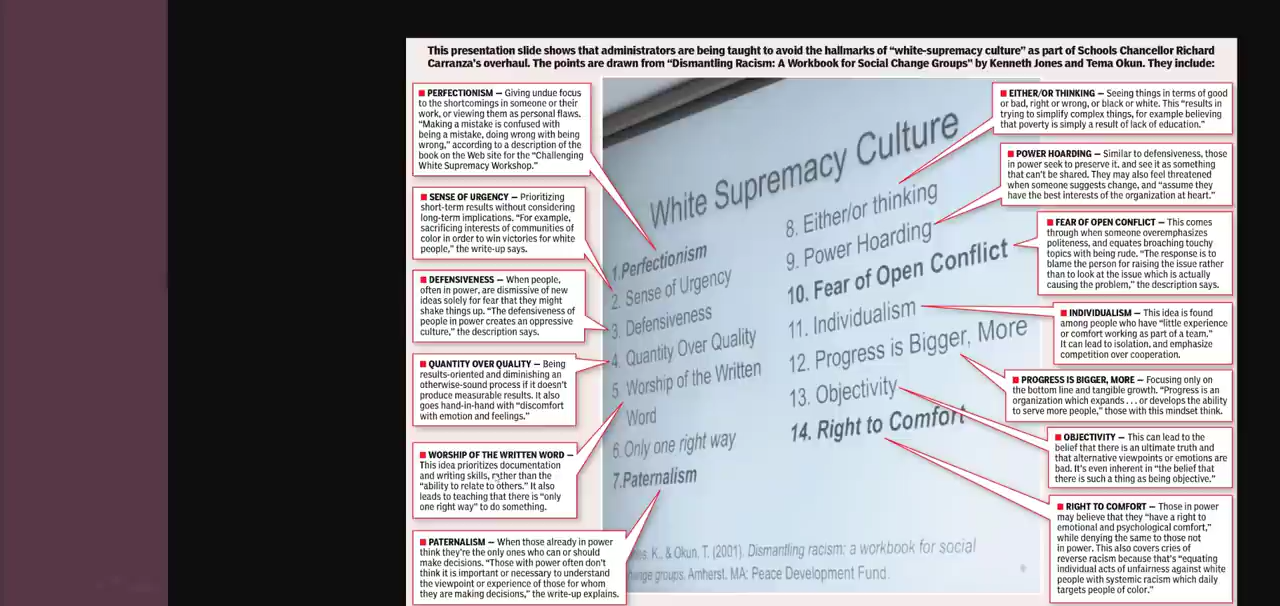 This presentation slide shows that administrators are being taught to avoid the hallmarks of “white-supremacy culture” as part of Schools Chancellor Richard
Carranza’s overhaul. The points are drawn from “Dismantling Racism: A Workbook for Social Change Groups” by Kenneth Jones and Tema Okun. They include:
PERFECTIONISM — Giving undue focus
to the shortcomings in someone or their
work, or viewing them as personal flaws.
“Making a mistake is confused with
being a mistake, doing wrong with being
wrong,” according to a description of the
book on the Web site for the “Challenging
White Supremacy Workshop.”
SENSE OF URGENCY — Prioritizing
short-term results without considering
long-term implications. “For example,
sacrificing interests of communities of
color in order to win victories for white
people,” the write-up says.
DEFENSIVENESS — When people,
often in power, are dismissive of new
ideas solely for fear that they might
shake things up. “The defensiveness of
people in power creates an oppressive
culture,” the description says.
QUANTITY OVER QUALITY — Being
results-oriented and diminishing an
otherwise-sound process if it doesn’t
produce measurable results. It also
goes hand-in-hand with “discomfort
with emotion and feelings.”
WORSHIP OF THE WRITTEN WORD —
This idea prioritizes documentation
and writing skills, rather than the
“ability to relate to others.” It also
leads to teaching that there is “only
one right way” to do something.
PATERNALISM — When those already in power
think they’re the only ones who can or should
make decisions. “Those with power often don’t
think it is important or necessary to understand
the viewpoint or experience of those for whom
they are making decisions,” the write-up explains.
White Supremacy Culture
1.Perfectionism
2. Sense of Urgency
3. Defensiveness
4. Quantity Over Quality
5. Worship of the Written
Word
6.Only one right way
7.Paternalism
8. Either/or thinking
9. Power Hoarding
10. Fear of Open Conflict
11. Individualism
12. Progress is Bigger, More
13. Objectivity
14. Right to Comfort
K., & Okun, T. (2001). Dismantling racism: a workbook for social
groups. Amherst, MA: Peace Development Fund.
EITHER/OR THINKING — Seeing things in terms of good
or bad, right or wrong, or black or white. This “results in
trying to simplify complex things, for example believing
that poverty is simply a result of lack of education.”
POWER HOARDING — Similar to defensiveness, those
in power seek to preserve it, and see it as something
that can’t be shared. They may also feel threatened
when someone suggests change, and “assume they
have the best interests of the organization at heart.”
FEAR OF OPEN CONFLICT — This comes
through when someone overemphasizes
politeness, and equates broaching touchy
topics with being rude. “The response is to
blame the person for raising the issue rather
than to look at the issue which is actually
causing the problem,” the description says.
INDIVIDUALISM — This idea is found
among people who have “little experience
or comfort working as part of a team.”
It can lead to isolation, and emphasize
competition over cooperation.
PROGRESS IS BIGGER, MORE — Focusing only on
the bottom line and tangible growth. “Progress is an
organization which expands . . . or develops the ability
to serve more people,” those with this mindset think.
OBJECTIVITY — This can lead to the
belief that there is an ultimate truth and
that alternative viewpoints or emotions are
bad. It’s even inherent in “the belief that
there is such a thing as being objective.”
RIGHT TO COMFORT — Those in power
may believe that they “have a right to
emotional and psychological comfort,”
while denying the same to those not
in power. This also covers cries of
reverse racism because that’s “equating
individual acts of unfairness against white
people with systemic racism which daily
targets people of color.”